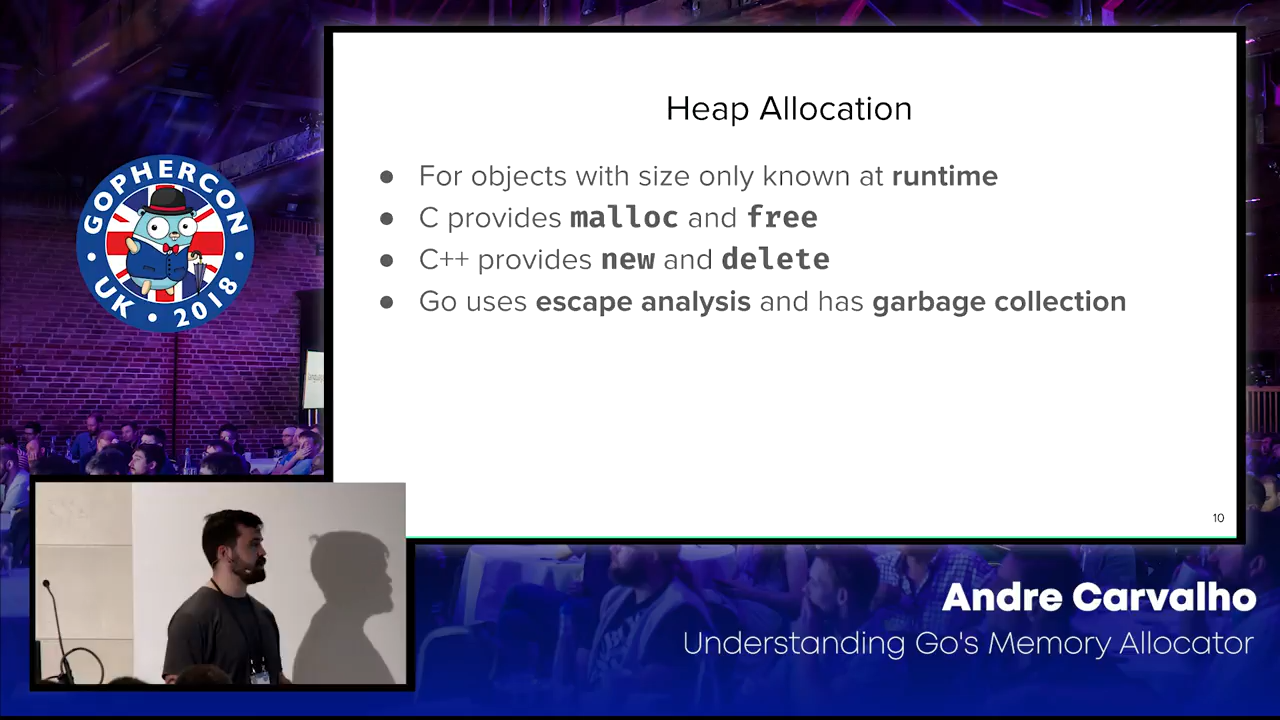 Heap Allocation
● For objects with size only known at runtime
● C provides malloc and free
● C++ provides new and delete
● Go uses escape analysis and has garbage collection
10
GOPHERCON
UK • 2018
Andre Carvalho
Understanding Go's Memory Allocator